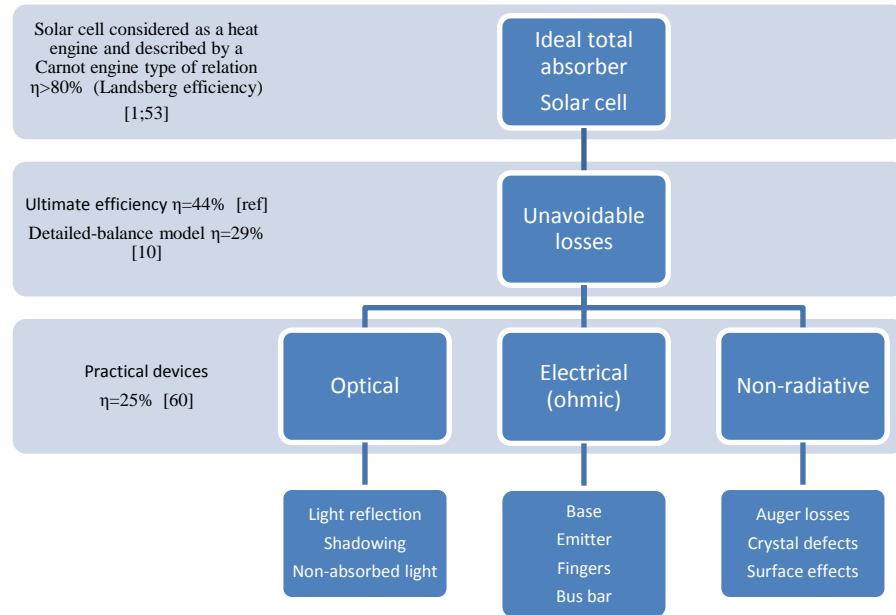 Solar cell considered as a heat
engine and described by a
Carnot engine type of relation
η>80% (Landsberg efficiency)
[1;53]
Ideal total
absorber
Solar cell
Ultimate efficiency η=44% [ref]
Detailed-balance model η=29%
[10]
Unavoidable
losses
Practical devices
η=25% [60]
Optical
Electrical
(ohmic)
Non-radiative
Light reflection
Shadowing
Non-absorbed light
Base
Emitter
Fingers
Bus bar
Auger losses
Crystal defects
Surface effects